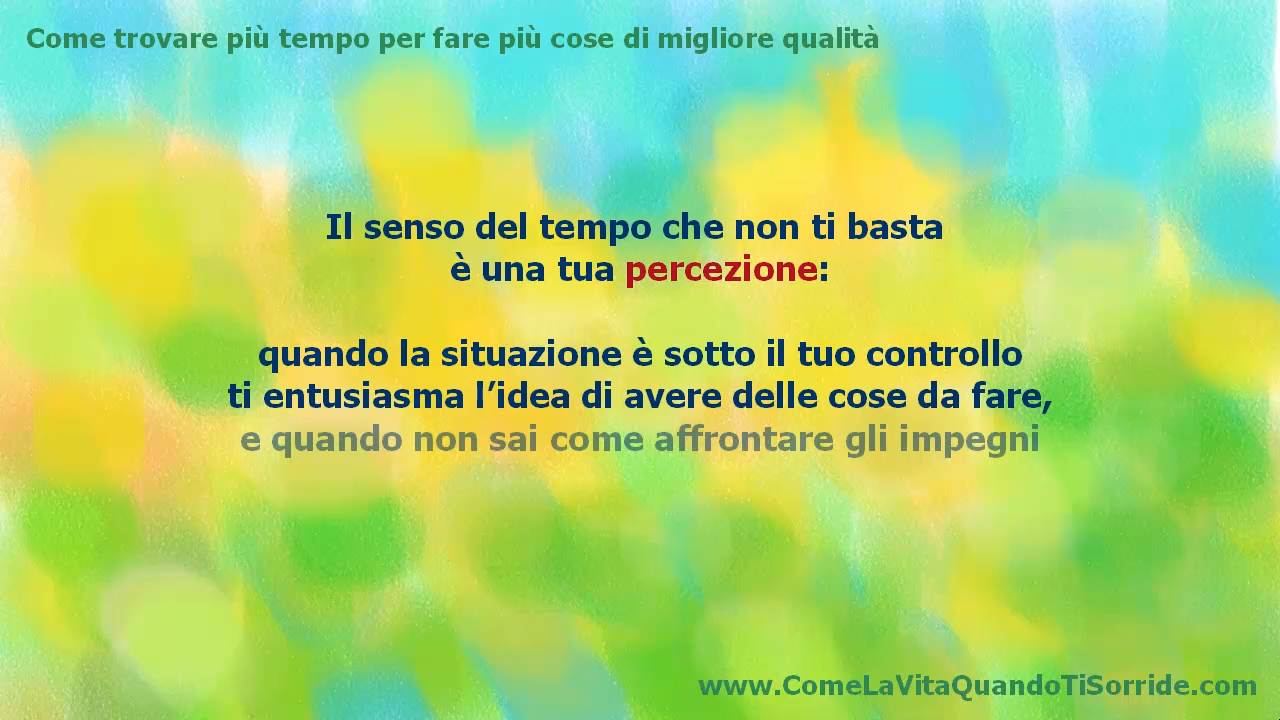 Come trovare più tempo per fare più cose di migliore qualità
Il senso del tempo che non ti basta
è una tua percezione:
quando la situazione è sotto il tuo controllo
ti entusiasma l’idea di avere delle cose da fare,
e quando non sai come affrontare gli impegni
www.ComeLaVitaQuandoTiSorride.com